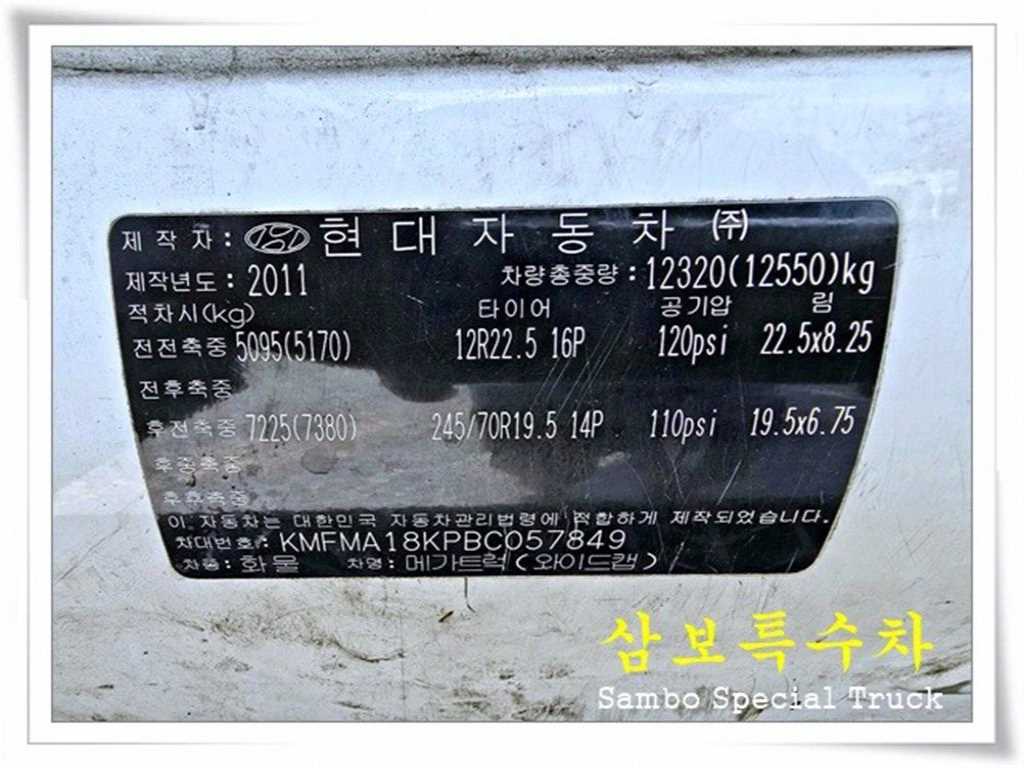 제 작 자 : 현 대 자 동 차 ㈜
제작년도 : 2011 차량총중량 : 12320(12550)kg
적차시(kg) 타이어 공기압 림
전전축중 5095(5170) 12R22.5 16P 120psi 22.5x8.25
전후축중
후전축중 7225(7380) 245/70R19.5 14P 110psi 19.5x6.75
후중축중
후후축중
이 자동차는 대한민국 자동차관리법령에 적합하게 제작되었습니다.
차대번호 : KMFMA18KPBC057849
차종 : 화물 차명 : 메가트럭(와이드캡)
삼보특수차
Sambo Special Truck